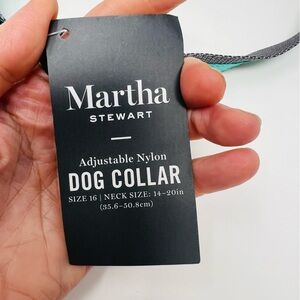 Martha
STEWART
Adjustable Nylon
DOG COLLAR
SIZE 16 | NECK SIZE: 14–20in
(35.6–50.8cm)